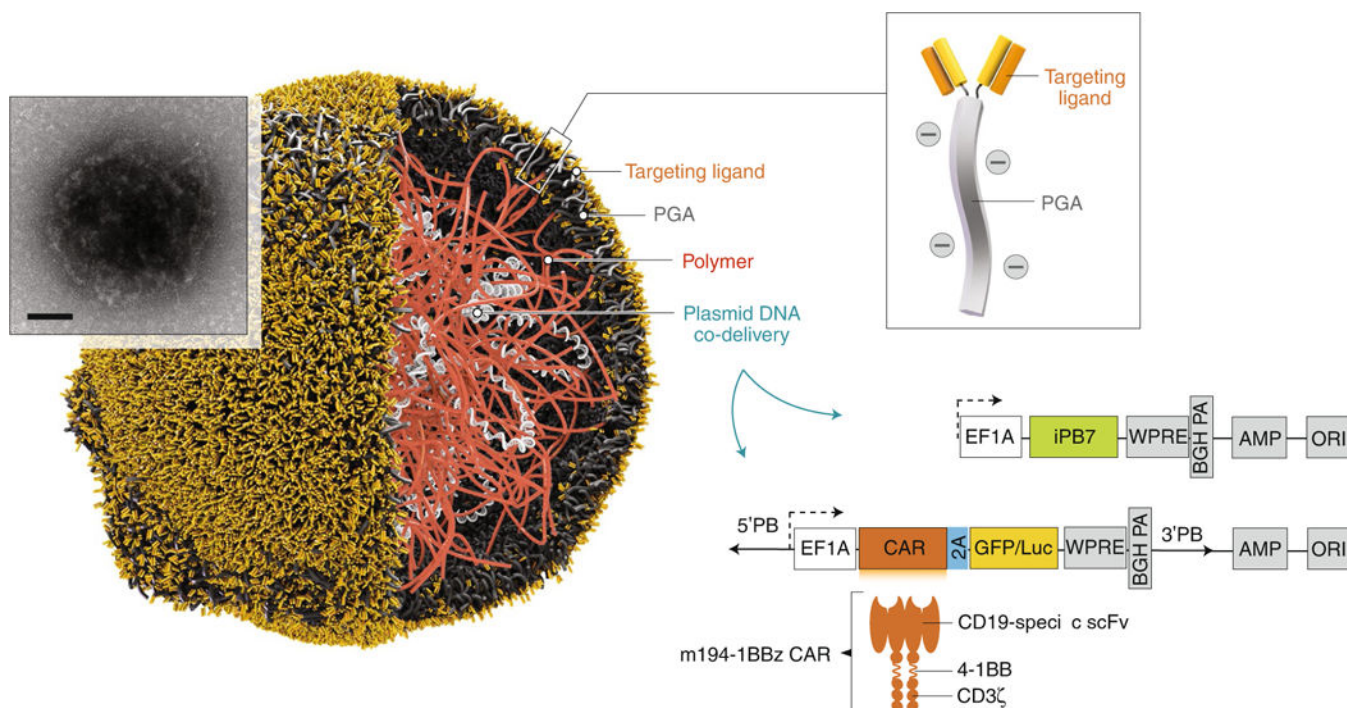 Targeting
ligand
PGA
Targeting ligand
PGA
Polymer
Plasmid DNA
co-delivery
EF1A
iPB7
WPRE
BGH PA
AMP
ORI
5'PB
EF1A
CAR
2A
GFP/Luc
WPRE
BGH PA
3'PB
AMP
ORI
m194-1BBz CAR
CD19-speci c scFv
4-1BB
CD3ζ